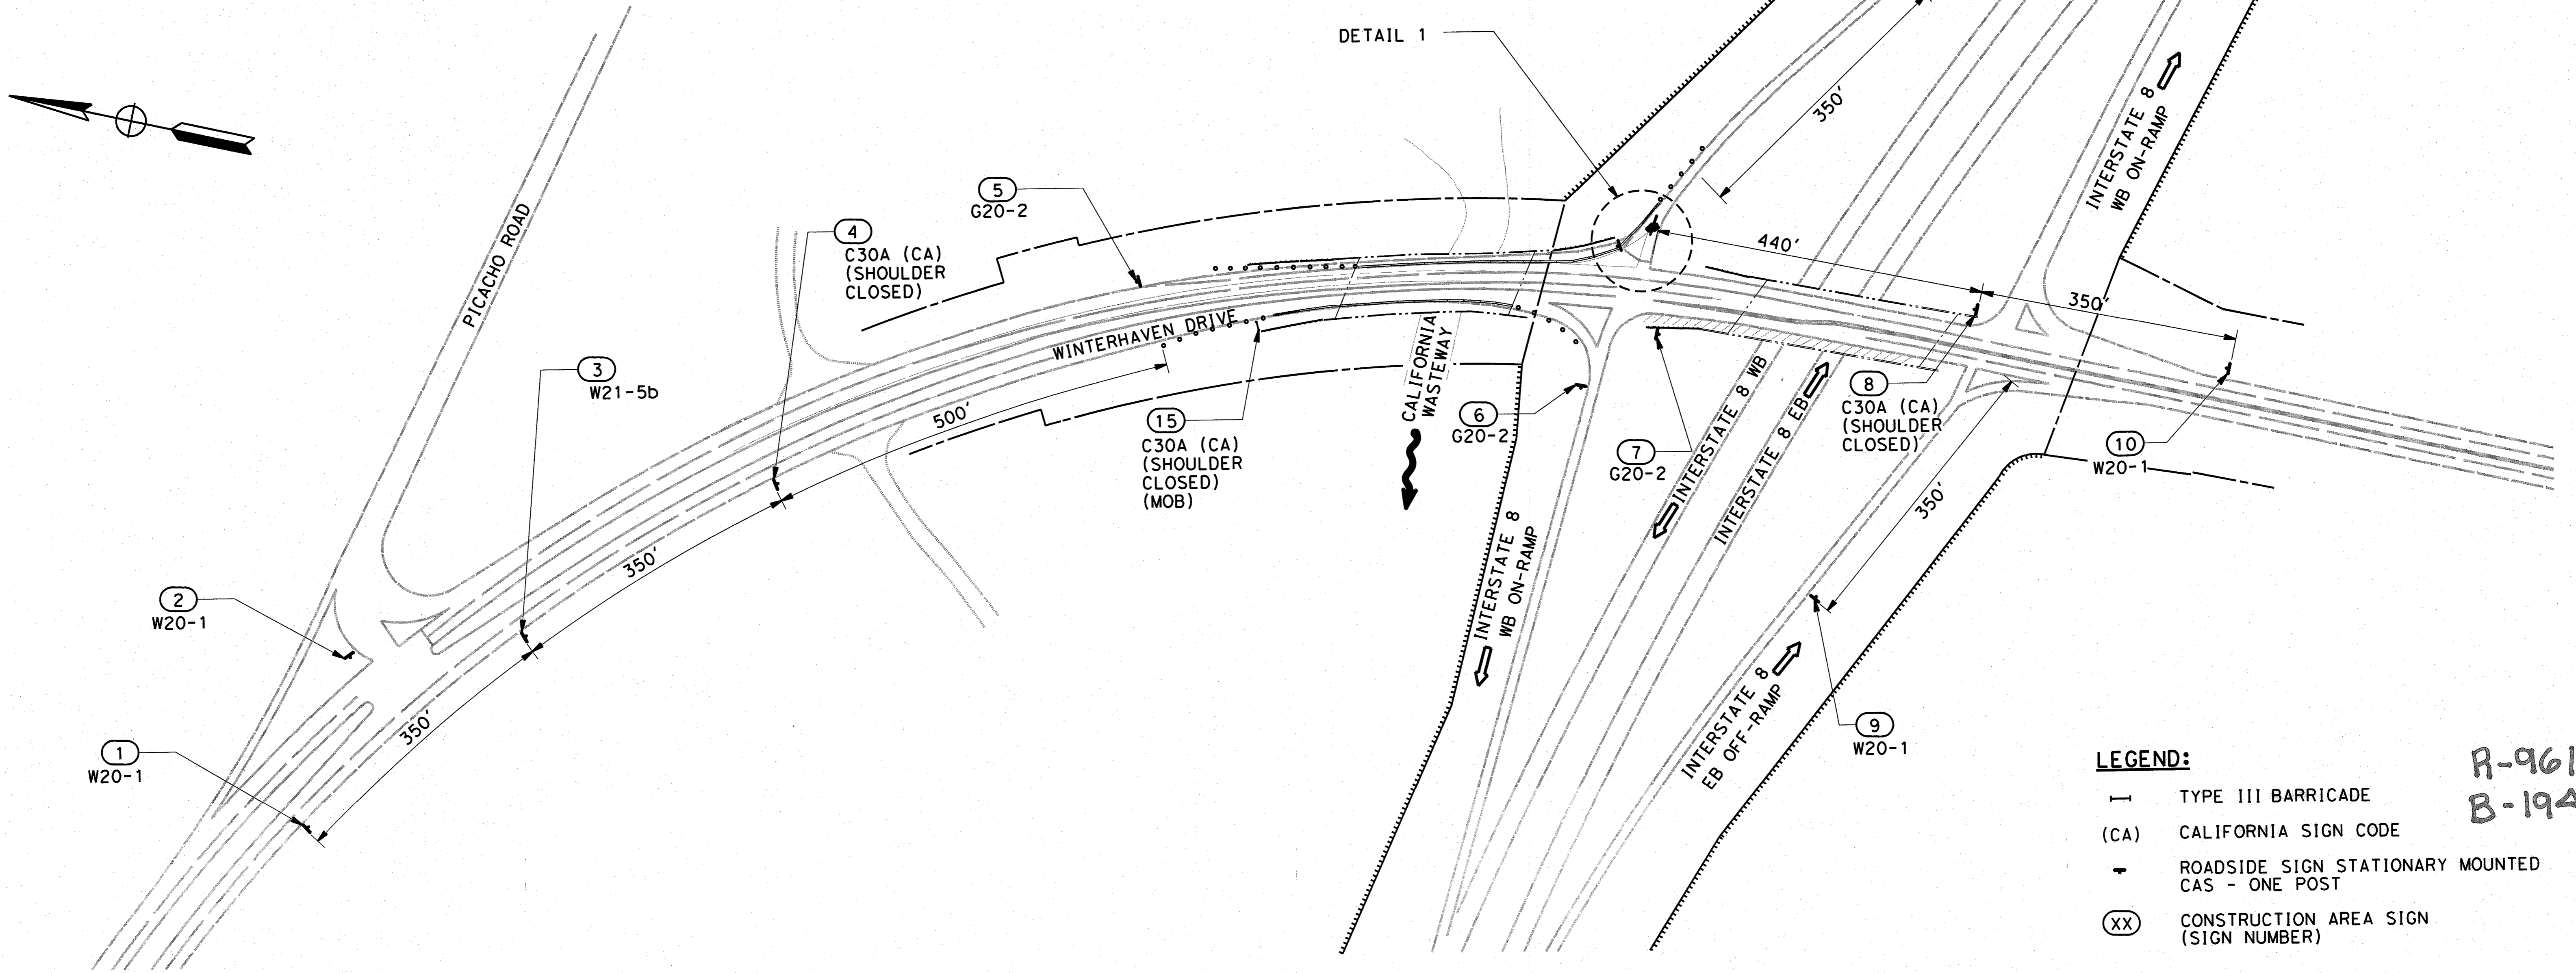 DETAIL 1
350'
INTERSTATE 8
WB ON-RAMP
PICACHO ROAD
5
G20-2
4
C30A (CA)
(SHOULDER
CLOSED)
440'
350'
WINTERHAVEN DRIVE
3
W21-5b
500'
15
C30A (CA)
(SHOULDER
CLOSED)
(MOB)
CALIFORNIA
WASTEWAY
6
G20-2
7
G20-2
INTERSTATE 8 WB
INTERSTATE 8 EB
8
C30A (CA)
(SHOULDER
CLOSED)
10
W20-1
350'
350'
2
W20-1
INTERSTATE 8
WB ON-RAMP
350'
1
W20-1
INTERSTATE 8
EB OFF-RAMP
9
W20-1
LEGEND:
TYPE III BARRICADE
(CA) CALIFORNIA SIGN CODE
ROADSIDE SIGN STATIONARY MOUNTED
CAS - ONE POST
XX CONSTRUCTION AREA SIGN
(SIGN NUMBER)
R-961